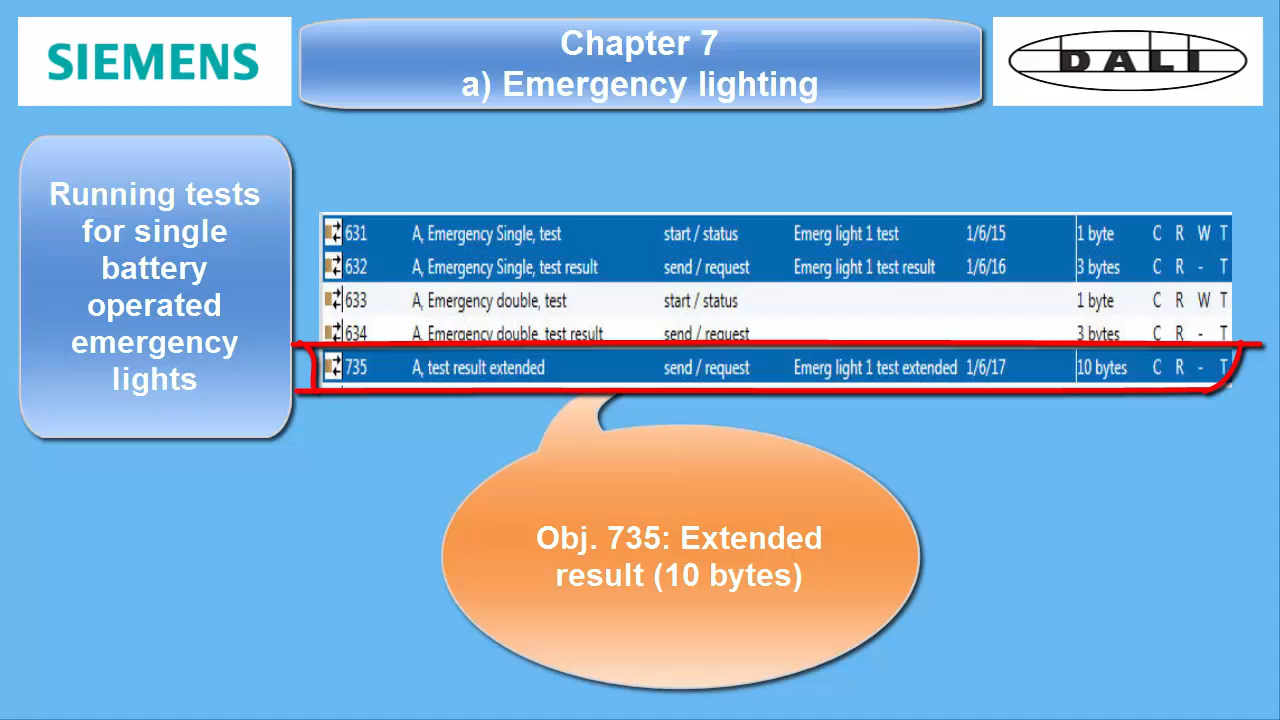 SIEMENS
Chapter 7
a) Emergency lighting
DALI
Running tests
for single
battery
operated
emergency
lights
631 A, Emergency Single, test start / status Emerg light 1 test 1/6/15 1 byte C R W T
632 A, Emergency Single, test result send / request Emerg light 1 test result 1/6/16 3 bytes C R - T
633 A, Emergency double, test start / status 1 byte C R W T
634 A, Emergency double, test result send / request 3 bytes C R - T
735 A, test result extended send / request Emerg light 1 test extended 1/6/17 10 bytes C R - T
Obj. 735: Extended
result (10 bytes)